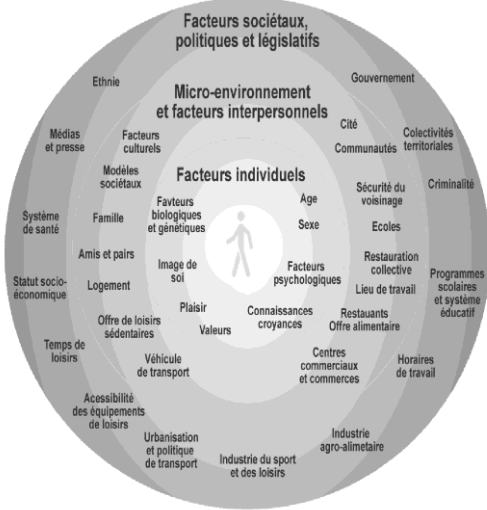 Facteurs sociétaux,
politiques et législatifs
Ethnie
Gouvernement
Micro-environnement
et facteurs interpersonnels
Médias
et presse
Facteurs
culturels
Cité
Communautés
Colectivités
territoriales
Modèles
sociétaux
Facteurs individuels
Sécurité du
voisinage
Criminalité
Système
de santé
Famille
Favteurs
biologiques
et génétiques
Age
Sexe
Ecoles
Amis et pairs
Image de
soi
Facteurs
psychologiques
Restauration
collective
Lieu de travail
Programmes
scolaires
et système
éducatif
Statut socio-
économique
Logement
Plaisir
Valeurs
Connaissances
croyances
Restauants
Offre alimentaire
Offre de loisirs
sédentaires
Temps de
loisirs
Véhicule
de transport
Centres
commerciaux
et commerces
Horaires
de travail
Acessibilité
des équipements
de loisirs
Urbanisation
et politique
de transport
Industrie du sport
et des loisirs
Industrie
agro-alimetaire